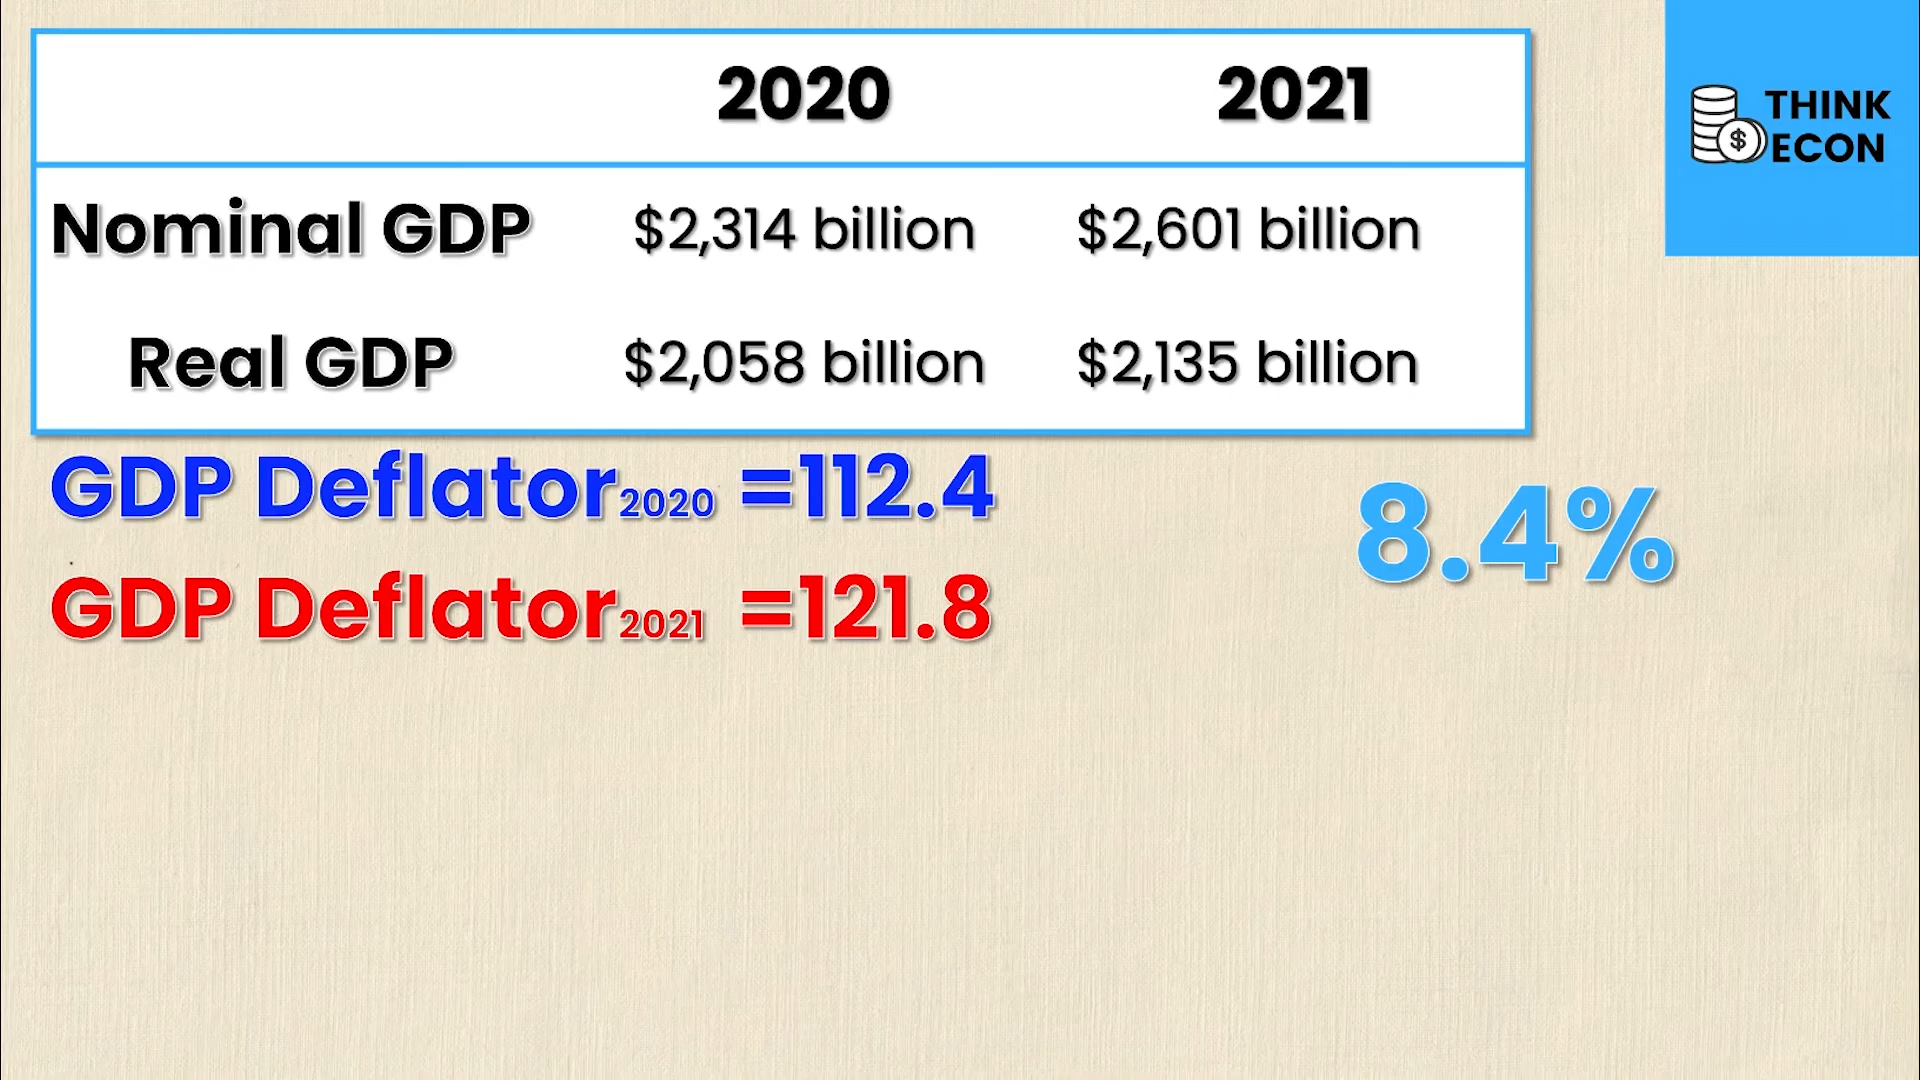 2020 2021
Nominal GDP $2,314 billion $2,601 billion
Real GDP $2,058 billion $2,135 billion
GDP Deflator2020 =112.4
GDP Deflator2021 =121.8
8.4%
THINK
ECON
$